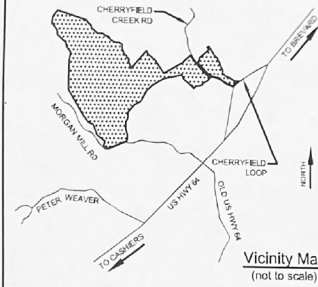 CHERRYFIELD
CREEK RD
TO BREVARD
MORGAN MILL RD
CHERRYFIELD
LOOP
NORTH
PETER WEAVER
US HWY 64
OLD US HWY 64
TO CASHIERS
Vicinity Ma
(not to scale)